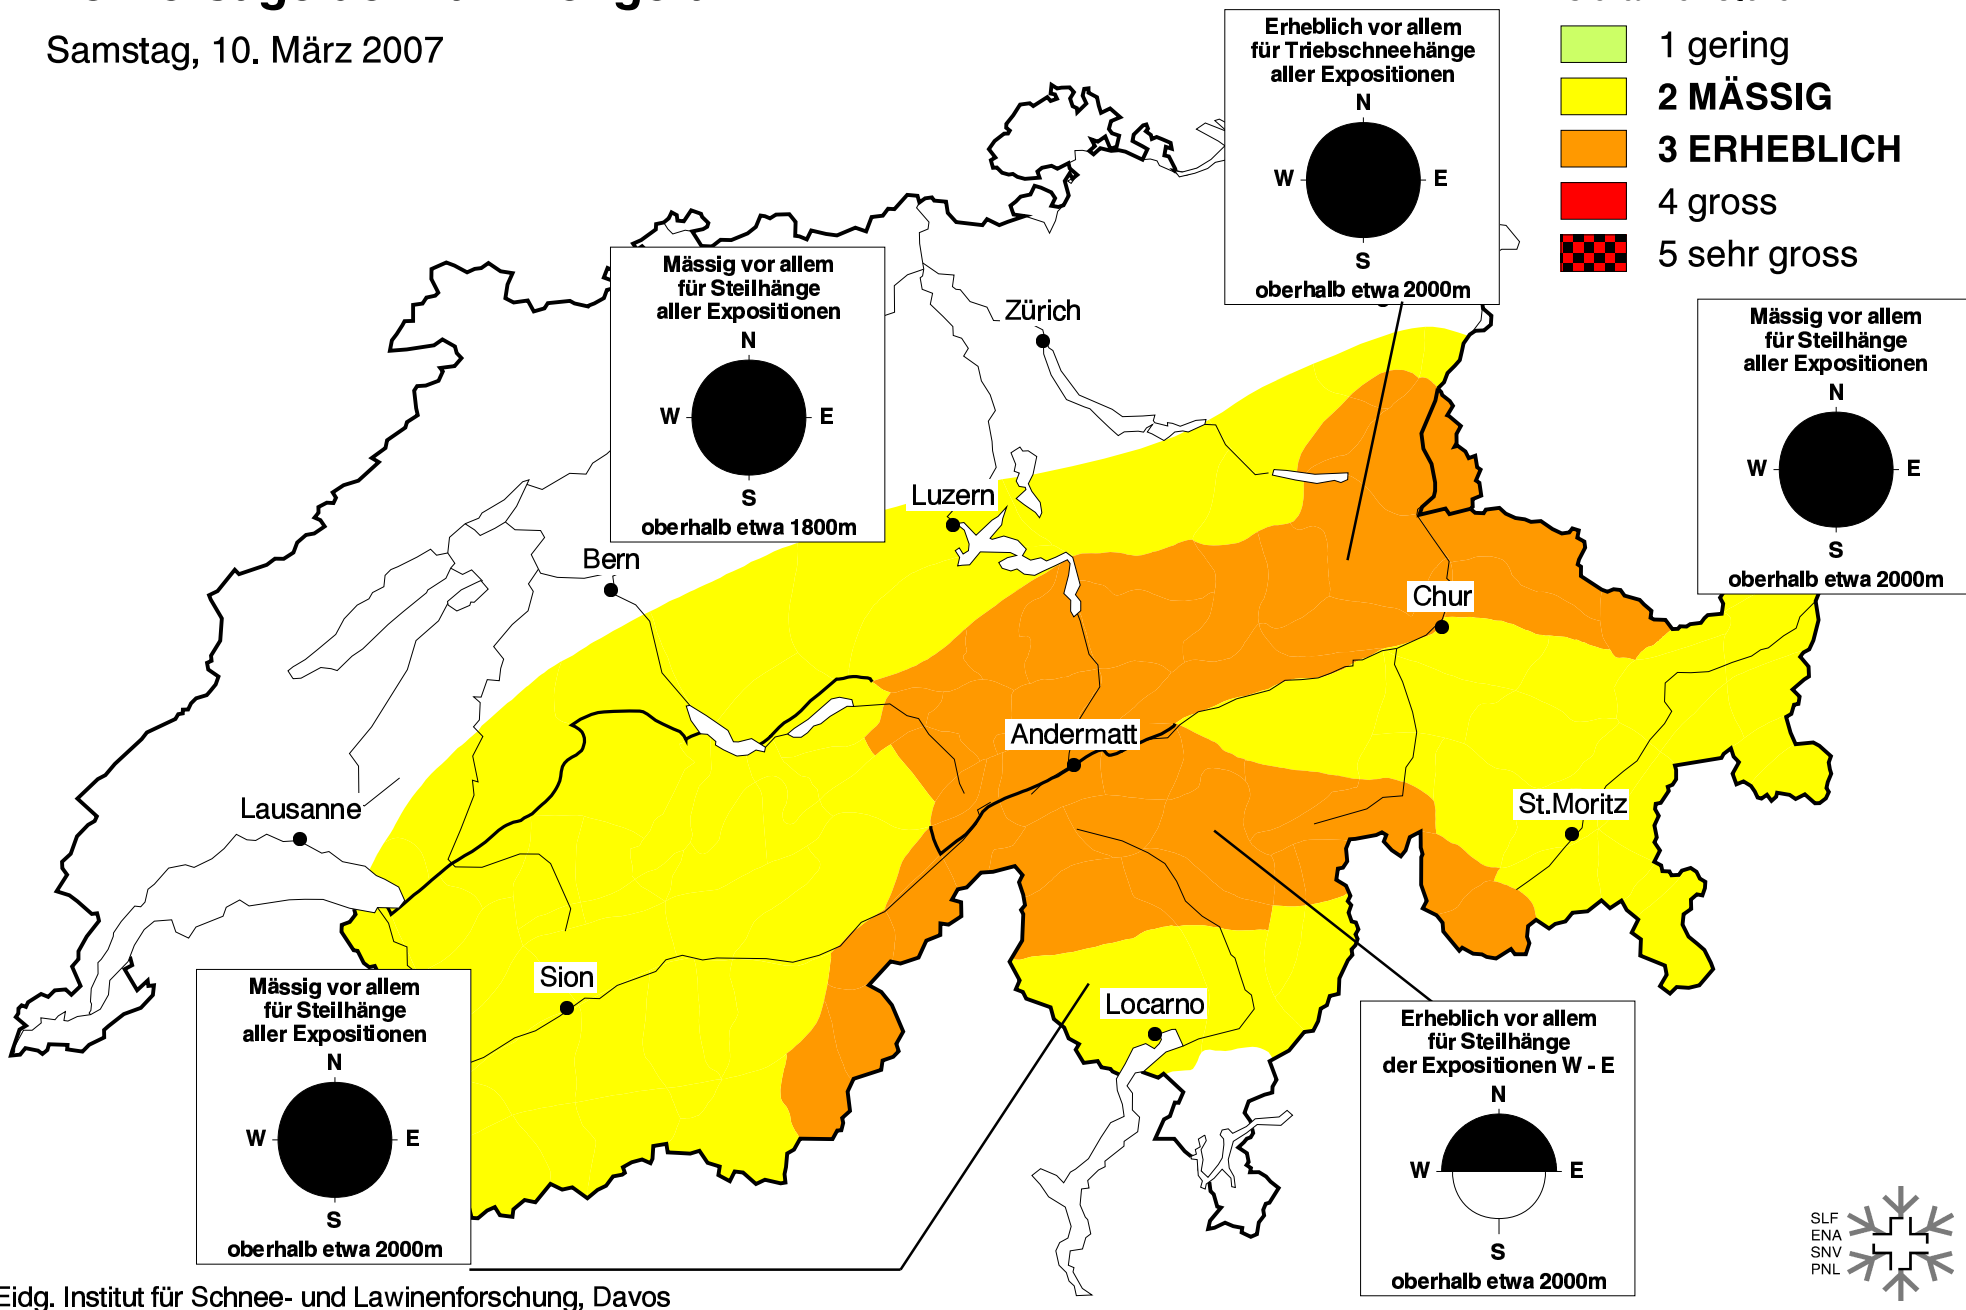 Samstag, 10. März 2007
1 gering
2 MÄSSIG
3 ERHEBLICH
4 gross
5 sehr gross
Erheblich vor allem
für Triebschneehänge
aller Expositionen
N
W E
S
oberhalb etwa 2000m
Mässig vor allem
für Steilhänge
aller Expositionen
N
W E
S
oberhalb etwa 1800m
Mässig vor allem
für Steilhänge
aller Expositionen
N
W E
S
oberhalb etwa 2000m
Zürich
Luzern
Bern
Chur
Andermatt
Lausanne
St.Moritz
Sion
Locarno
Mässig vor allem
für Steilhänge
aller Expositionen
N
W E
S
oberhalb etwa 2000m
Erheblich vor allem
für Steilhänge
der Expositionen W - E
N
W E
S
oberhalb etwa 2000m
SLF
ENA
SNV
PNL
Eidg. Institut für Schnee- und Lawinenforschung, Davos